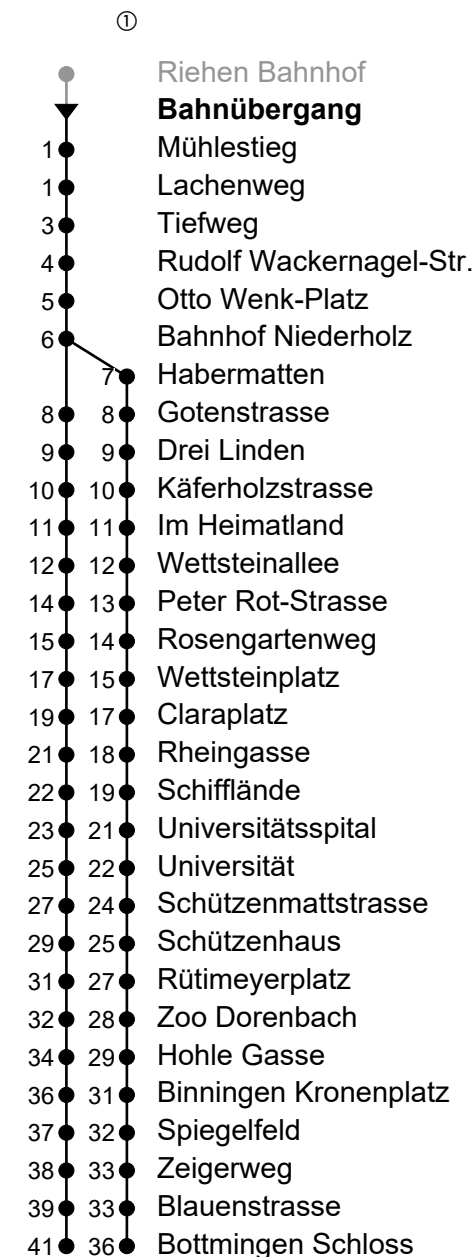 ①
Riehen Bahnhof
Bahnübergang
1 Mühlestieg
1 Lachenweg
3 Tiefweg
4 Rudolf Wackernagel-Str.
5 Otto Wenk-Platz
6 Bahnhof Niederholz
7 Habermatten
8 8 Gotenstrasse
9 9 Drei Linden
10 10 Käferholzstrasse
11 11 Im Heimatland
12 12 Wettsteinallee
14 13 Peter Rot-Strasse
15 14 Rosengartenweg
17 15 Wettsteinplatz
19 17 Claraplatz
21 18 Rheingasse
22 19 Schifflände
23 21 Universitätsspital
25 22 Universität
27 24 Schützenmattstrasse
29 25 Schützenhaus
31 27 Rütimeyerplatz
32 28 Zoo Dorenbach
34 29 Hohle Gasse
36 31 Binningen Kronenplatz
37 32 Spiegelfeld
38 33 Zeigerweg
39 33 Blauenstrasse
41 36 Bottmingen Schloss